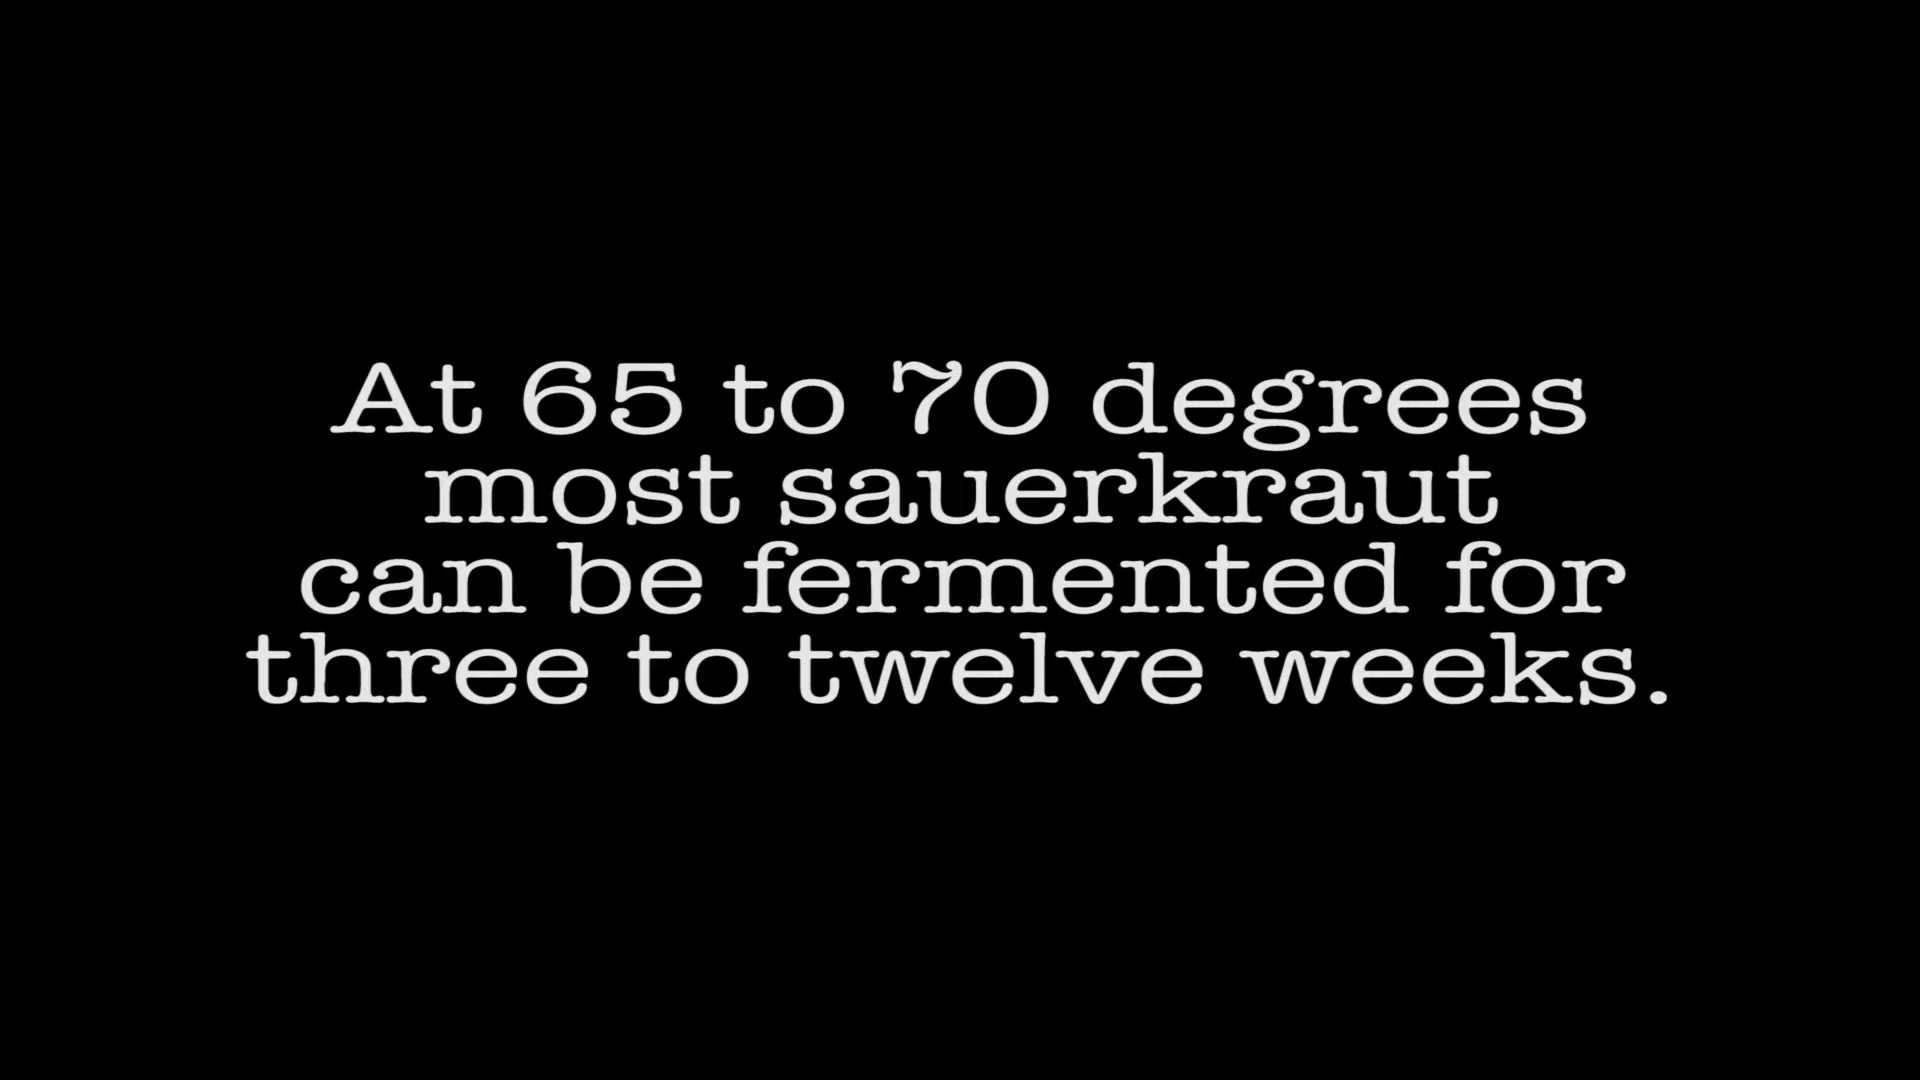 At 65 to 70 degrees
most sauerkraut
can be fermented for
three to twelve weeks.